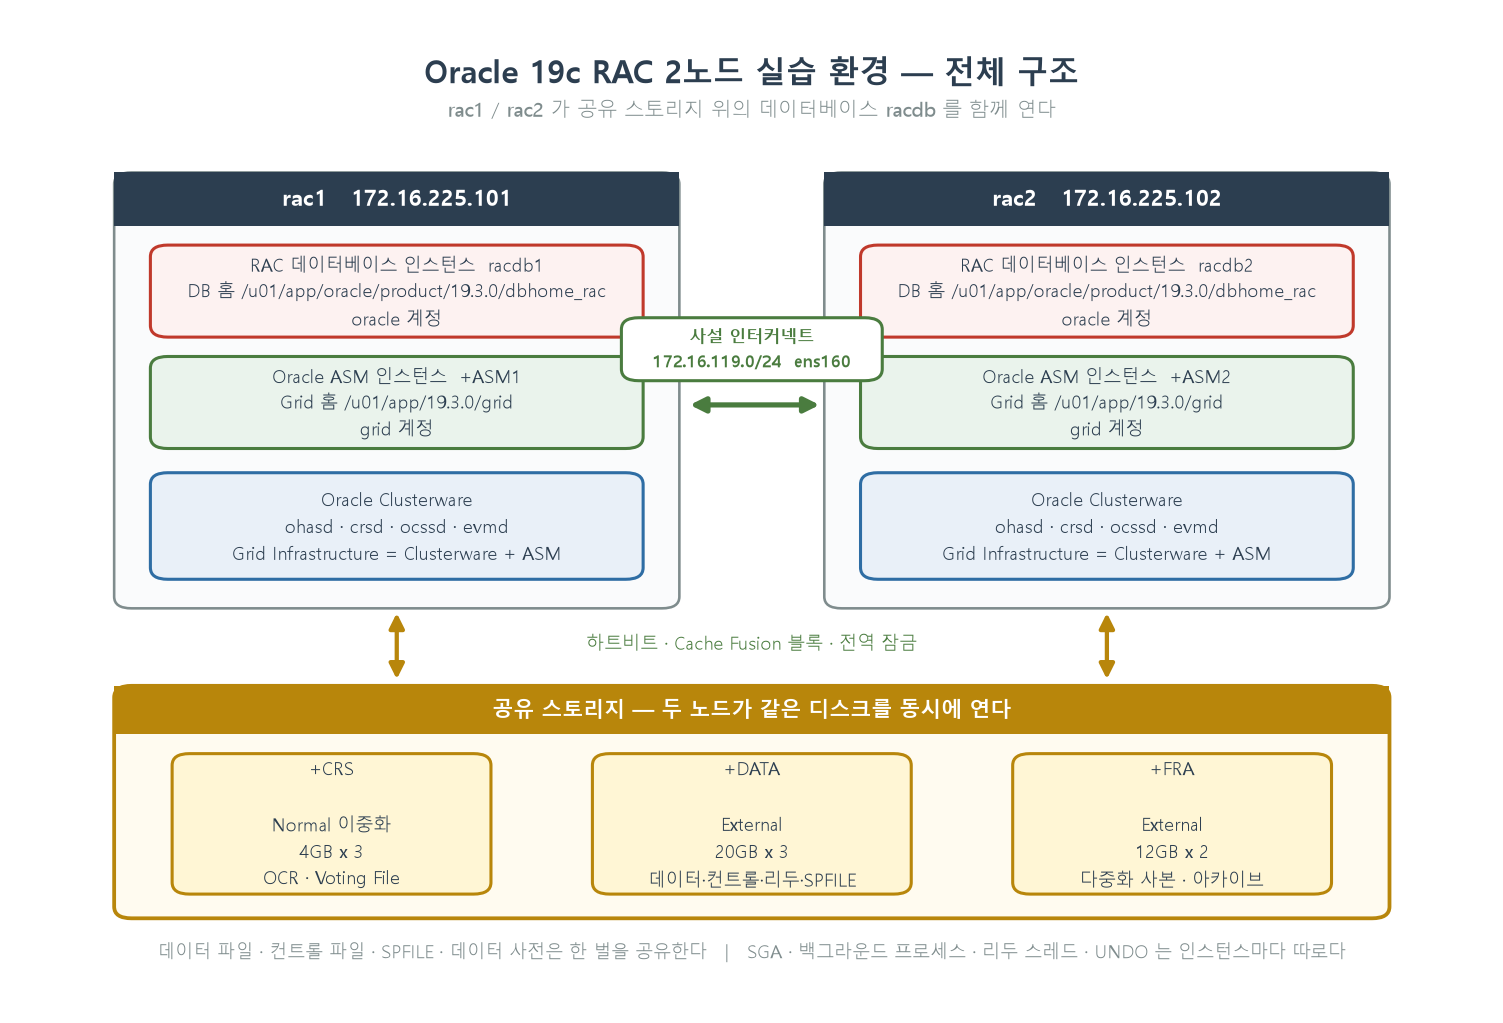 Oracle 19c RAC 2노드 실습 환경 — 전체 구조
rac1 / rac2 가 공유 스토리지 위의 데이터베이스 racdb 를 함께 연다
rac1 172.16.225.101
RAC 데이터베이스 인스턴스 racdb1
DB 홈 /u01/app/oracle/product/19.3.0/dbhome_rac
oracle 계정
Oracle ASM 인스턴스 +ASM1
Grid 홈 /u01/app/19.3.0/grid
grid 계정
Oracle Clusterware
ohasd · crsd · ocssd · evmd
Grid Infrastructure = Clusterware + ASM
사설 인터커넥트
172.16.119.0/24 ens160
rac2 172.16.225.102
RAC 데이터베이스 인스턴스 racdb2
DB 홈 /u01/app/oracle/product/19.3.0/dbhome_rac
oracle 계정
Oracle ASM 인스턴스 +ASM2
Grid 홈 /u01/app/19.3.0/grid
grid 계정
Oracle Clusterware
ohasd · crsd · ocssd · evmd
Grid Infrastructure = Clusterware + ASM
하트비트 · Cache Fusion 블록 · 전역 잠금
공유 스토리지 — 두 노드가 같은 디스크를 동시에 연다
+CRS
Normal 이중화
4GB x 3
OCR · Voting File
+DATA
External
20GB x 3
데이터·컨트롤·리두·SPFILE
+FRA
External
12GB x 2
다중화 사본 · 아카이브
데이터 파일 · 컨트롤 파일 · SPFILE · 데이터 사전은 한 벌을 공유한다 | SGA · 백그라운드 프로세스 · 리두 스레드 · UNDO 는 인스턴스마다 따로다